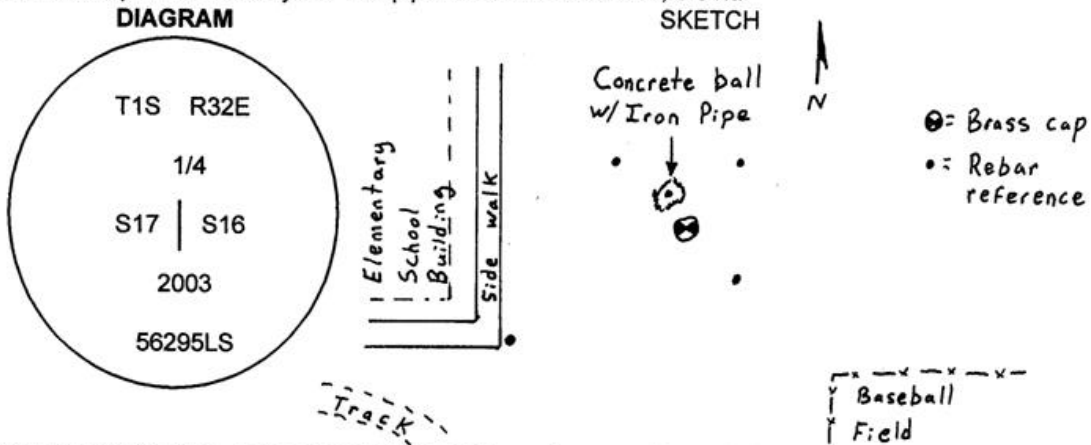 DIAGRAM
T1S R32E
1/4
S17 | S16
2003
56295LS
Elementary
School
Building
Side walk
Track
SKETCH
Concrete ball
w/ Iron Pipe
N
= Brass cap
• = Rebar
reference
Baseball
Field